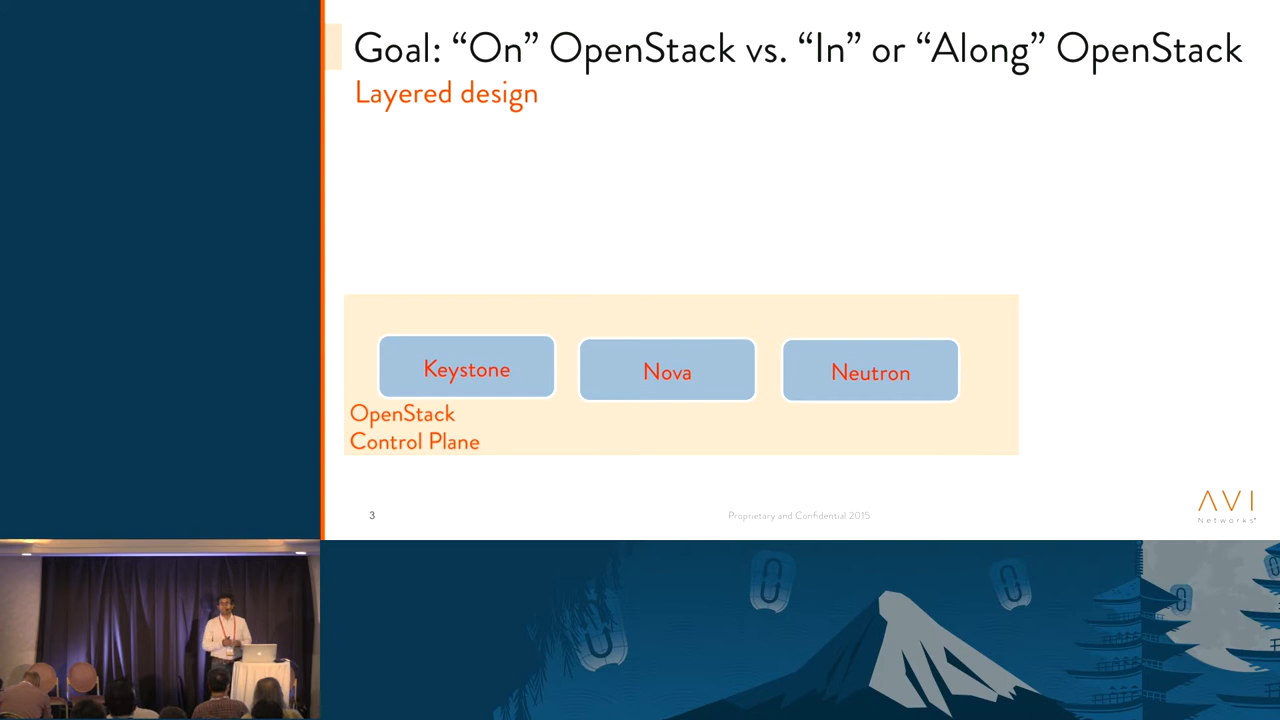 Goal: “On” OpenStack vs. “In” or “Along” OpenStack
Layered design
Keystone
Nova
Neutron
OpenStack
Control Plane
3
Proprietary and Confidential 2015
AVI
Networks